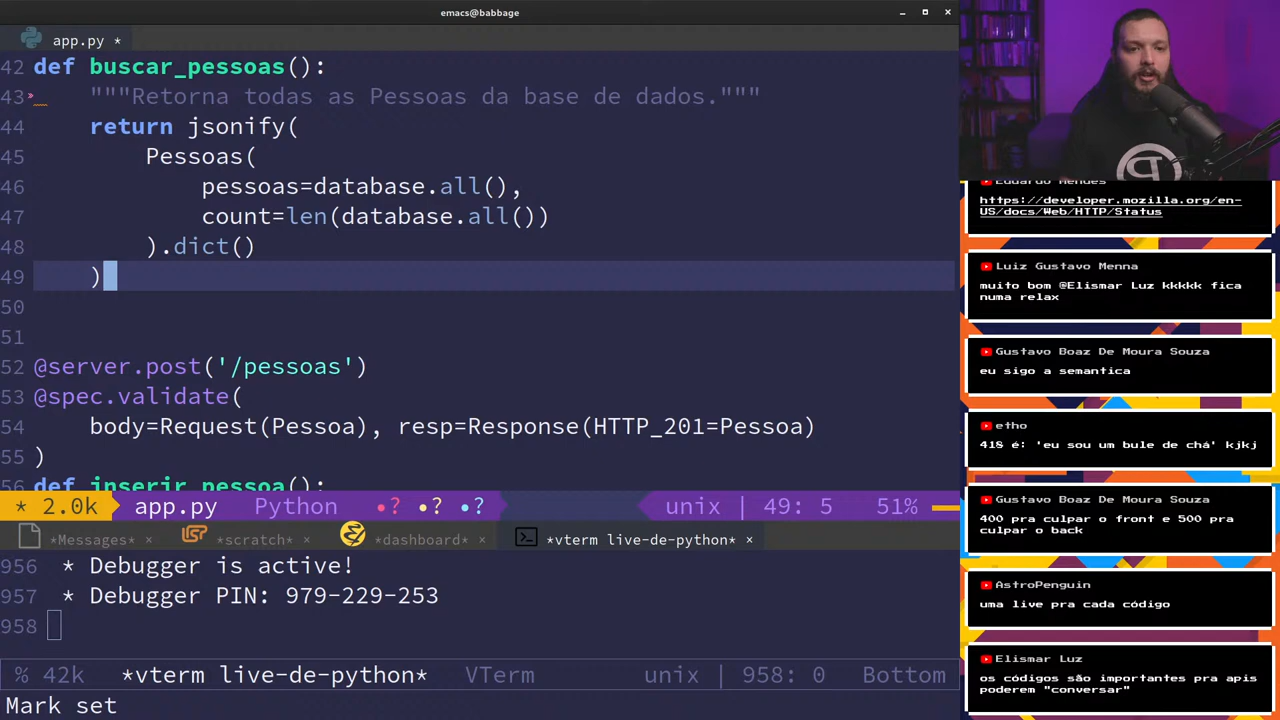 emacs@babbage
app.py *
42 def buscar_pessoas():
43 """Retorna todas as Pessoas da base de dados."""
44 return jsonify(
45 Pessoas(
46 pessoas=database.all(),
47 count=len(database.all())
48 ).dict()
49 )
50
51
52 @server.post('/pessoas')
53 @spec.validate(
54 body=Request(Pessoa), resp=Response(HTTP_201=Pessoa)
55 )
56 def inserir_pessoa():
* 2.0k app.py Python •? •? •? unix | 49: 5 51%
*Messages* × *scratch* × *dashboard* × *vterm live-de-python* ×
956 * Debugger is active!
957 * Debugger PIN: 979-229-253
958
% 42k *vterm live-de-python* VTerm unix | 958: 0 Bottom
Mark set
Eduardo Mendes
https://developer.mozilla.org/en-
US/docs/Web/HTTP/Status
Luiz Gustavo Menna
muito bom @Elismar Luz kkkkk fica
numa relax
Gustavo Boaz De Moura Souza
eu sigo a semantica
etho
418 é: 'eu sou um bule de chá' kjkj
Gustavo Boaz De Moura Souza
400 pra culpar o front e 500 pra
culpar o back
AstroPenguin
uma live pra cada código
Elismar Luz
os códigos são importantes pra apis
poderem "conversar"